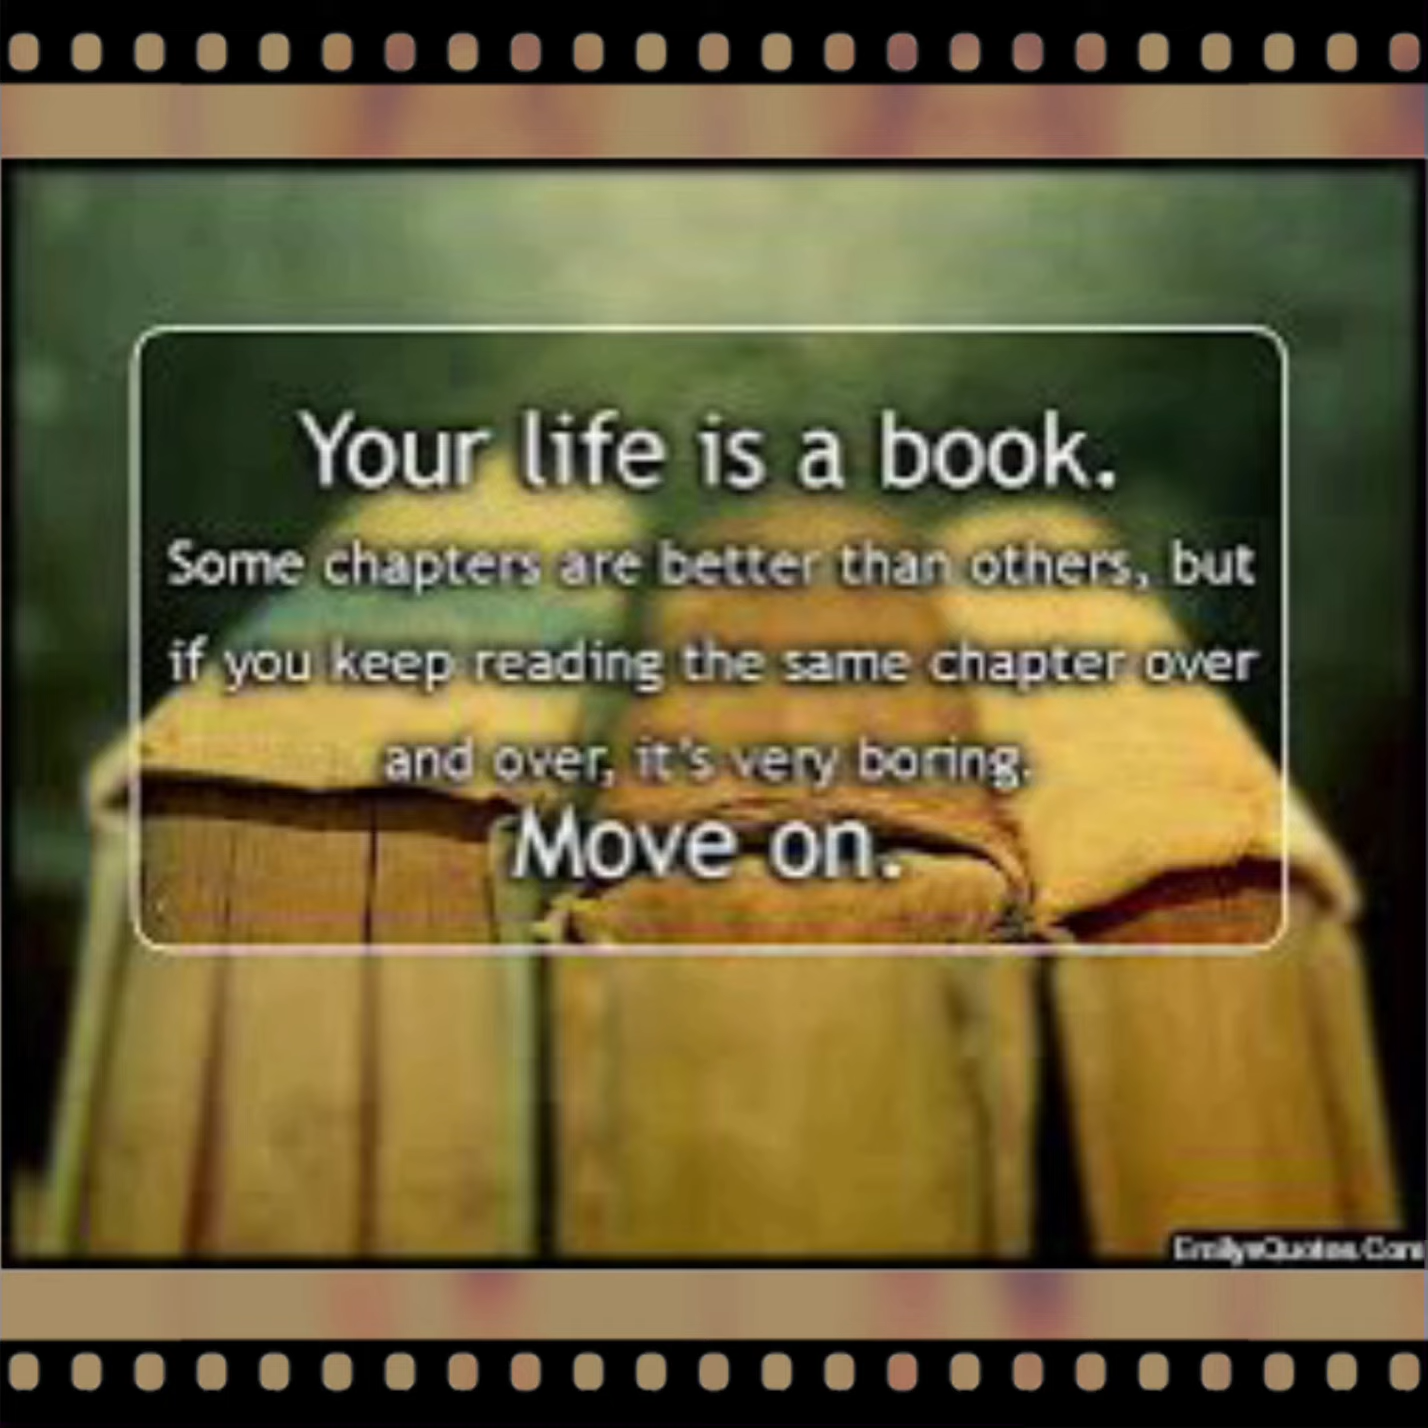 Your life is a book.
Some chapters are better than others, but
if you keep reading the same chapter over
and over, it's very boring.
Move on.
EmilysQuotes.Com